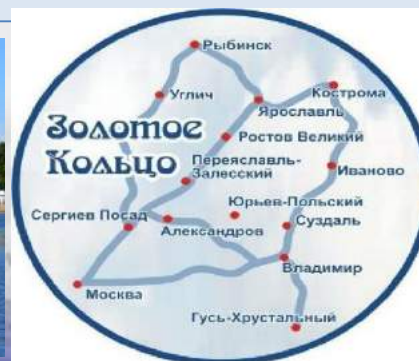 Рыбинск
Углич
Кострома
Ярославль
Золотое
Кольцо
Ростов Великий
Переяславль-
Залесский
Иваново
Юрьев-Польский
Сергиев Посад
Александров
Суздаль
Владимир
Москва
Гусь-Хрустальный